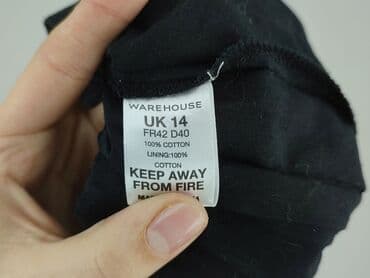 WAREHOUSE
UK 14
FR42 D40
100% COTTON
LINING:100%
COTTON
KEEP AWAY
FROM FIRE